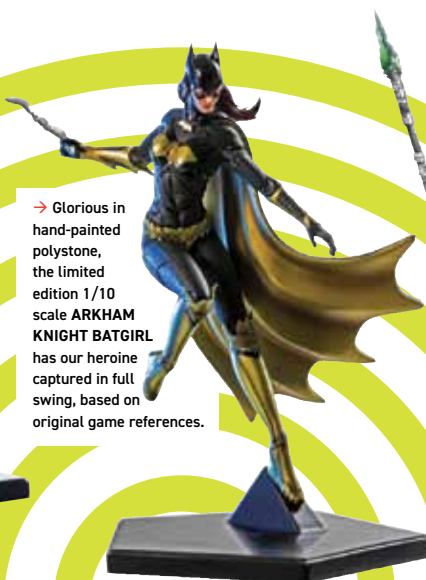 → Glorious in
hand-painted
polystone,
the limited
edition 1/10
scale ARKHAM
KNIGHT BATGIRL
has our heroine
captured in full
swing, based on
original game references.